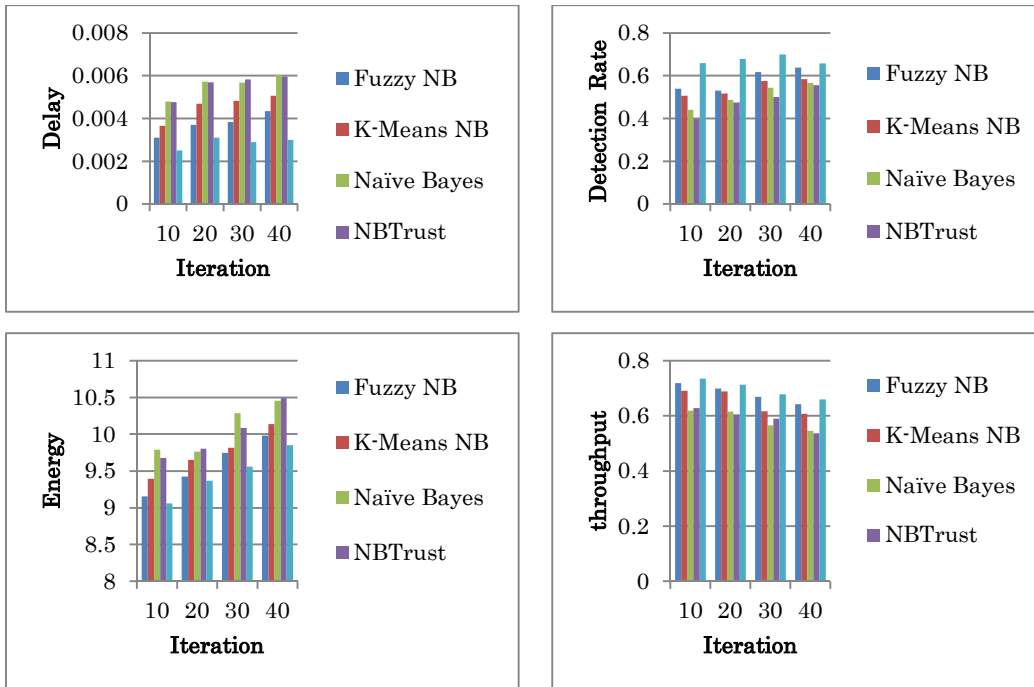 0.008
0.006
0.004
0.002
0
Delay
10 20 30 40
Iteration
Fuzzy NB
K-Means NB
Naïve Bayes
NBTrust
0.8
0.6
0.4
0.2
0
Detection Rate
10 20 30 40
Iteration
Fuzzy NB
K-Means NB
Naïve Bayes
NBTrust
11
10.5
10
9.5
9
8.5
8
Energy
10 20 30 40
Iteration
Fuzzy NB
K-Means NB
Naïve Bayes
NBTrust
0.8
0.6
0.4
0.2
0
throughput
10 20 30 40
Iteration
Fuzzy NB
K-Means NB
Naïve Bayes
NBTrust